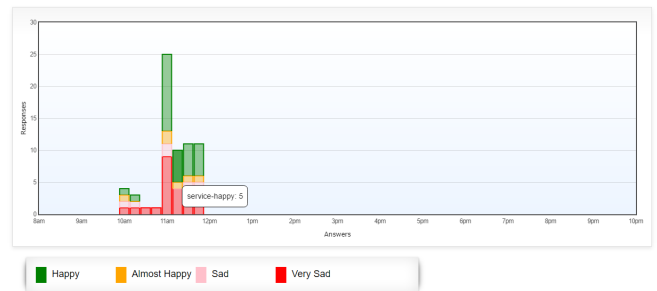 30
25
20
15
10
5
0
Responses
service-happy: 5
8am 9am 10am 11am 12pm 1pm 2pm 3pm 4pm 5pm 6pm 7pm 8pm 9pm 10pm
Answers
Happy Almost Happy Sad Very Sad